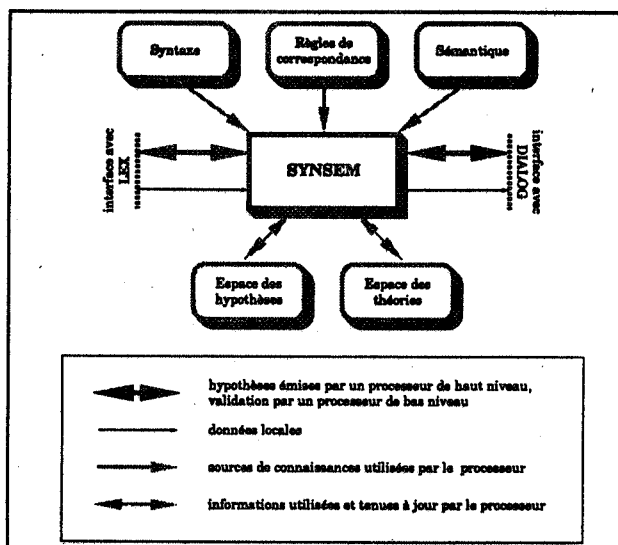 Syntaxe
Règles de
correspondance
Sémantique
interface avec
LEX
SYNSEM
interface avec
DIALOG
Espace des
hypothèses
Espace des
théories
hypothèses émises par un processeur de haut niveau,
validation par un processeur de bas niveau
données locales
sources de connaissances utilisées par le processeur
informations utilisées et tenues à jour par le processeur